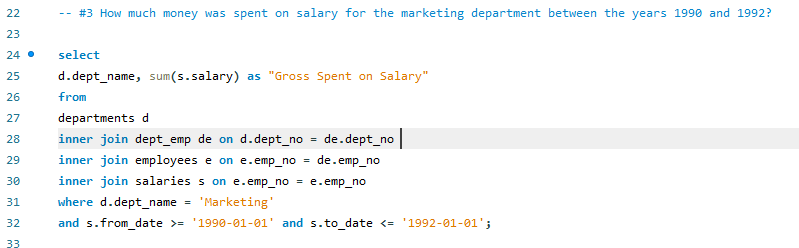 22 -- #3 How much money was spent on salary for the marketing department between the years 1990 and 1992?
23
24 select
25 d.dept_name, sum(s.salary) as "Gross Spent on Salary"
26 from
27 departments d
28 inner join dept_emp de on d.dept_no = de.dept_no
29 inner join employees e on e.emp_no = de.emp_no
30 inner join salaries s on e.emp_no = e.emp_no
31 where d.dept_name = 'Marketing'
32 and s.from_date >= '1990-01-01' and s.to_date <= '1992-01-01';
33